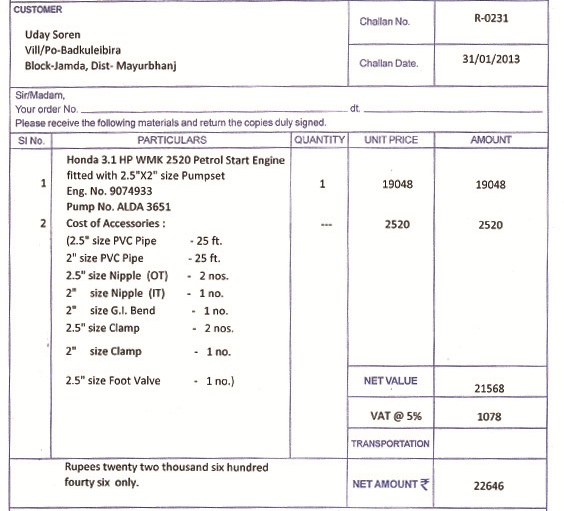 CUSTOMER
Uday Soren
Vill/Po-Badkuleibira
Block-Jamda, Dist- Mayurbhanj
Challan No. R-0231
Challan Date. 31/01/2013
Sir/Madam,
Your order No. dt.
Please receive the following materials and return the copies duly signed.
Sl No. PARTICULARS QUANTITY UNIT PRICE AMOUNT
Honda 3.1 HP WMK 2520 Petrol Start Engine
fitted with 2.5"X2" size Pumpset
1 Eng. No. 9074933 1 19048 19048
Pump No. ALDA 3651
2 Cost of Accessories : --- 2520 2520
(2.5" size PVC Pipe - 25 ft.
2" size PVC Pipe - 25 ft.
2.5" size Nipple (OT) - 2 nos.
2" size Nipple (IT) - 1 no.
2" size G.I. Bend - 1 no.
2.5" size Clamp - 2 nos.
2" size Clamp - 1 no.
2.5" size Foot Valve - 1 no.)
NET VALUE 21568
VAT @ 5% 1078
TRANSPORTATION
Rupees twenty two thousand six hundred
fourty six only.
NET AMOUNT ₹ 22646